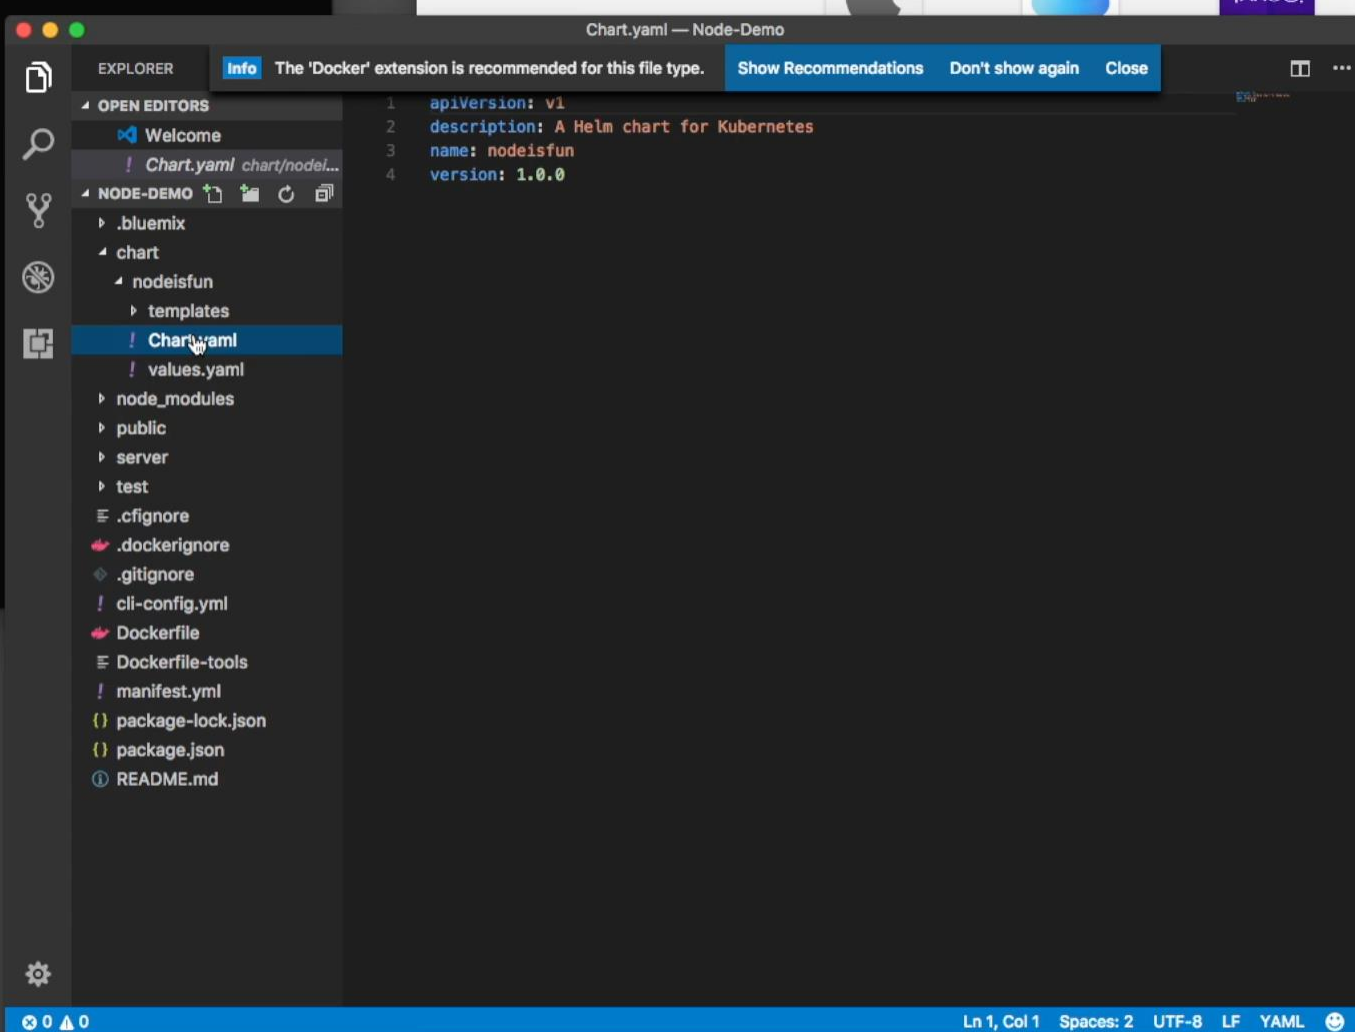 Chart.yaml — Node-Demo
EXPLORER
Info The 'Docker' extension is recommended for this file type. Show Recommendations Don't show again Close
OPEN EDITORS
Welcome
Chart.yaml chart/nodei...
NODE-DEMO
.bluemix
chart
nodeisfun
templates
Chart.yaml
values.yaml
node_modules
public
server
test
.cfignore
.dockerignore
.gitignore
cli-config.yml
Dockerfile
Dockerfile-tools
manifest.yml
package-lock.json
package.json
README.md
1 apiVersion: v1
2 description: A Helm chart for Kubernetes
3 name: nodeisfun
4 version: 1.0.0
0 0
Ln 1, Col 1 Spaces: 2 UTF-8 LF YAML